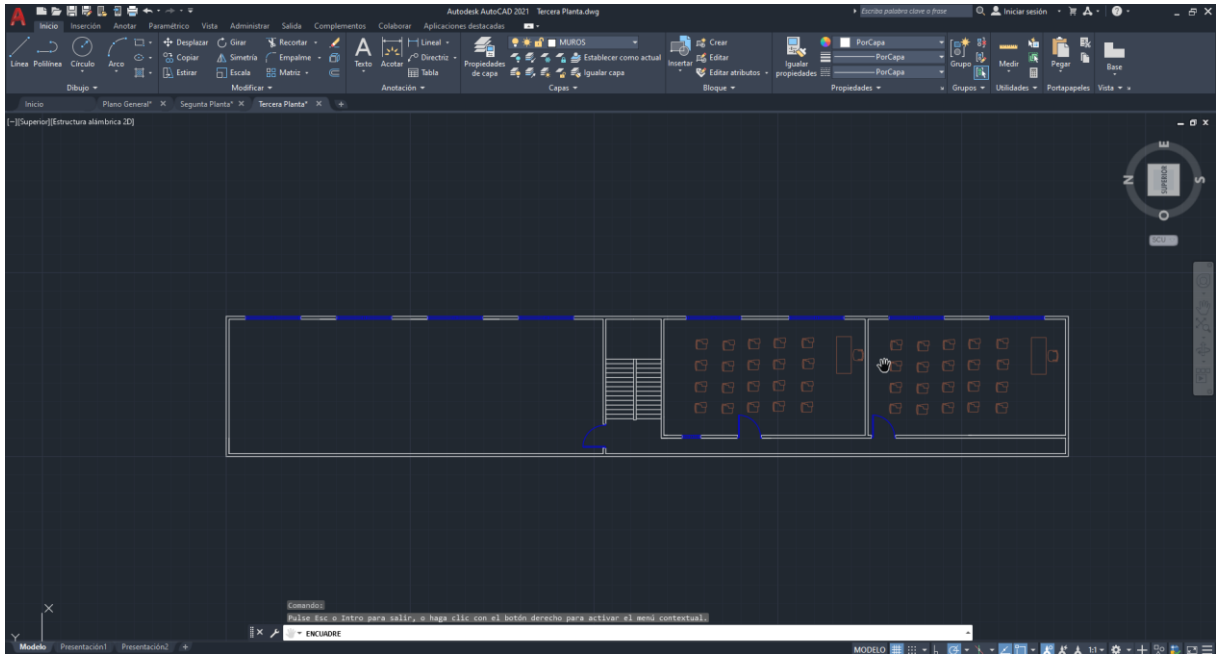 Autodesk AutoCAD 2021 Tercera Planta.dwg
Escriba palabra clave o frase
Iniciar sesión
Inicio Inserción Anotar Paramétrico Vista Administrar Salida Complementos Colaborar Aplicaciones destacadas
Línea Polilínea Círculo Arco
Desplazar Girar Recortar
Copiar Simetría Empalme
Estirar Escala Matriz
Texto Acotar
Lineal
Directriz
Tabla
Propiedades de capa
MUROS
Establecer como actual
Igualar capa
Insertar
Crear
Editar
Editar atributos
Igualar propiedades
PorCapa
PorCapa
PorCapa
Grupo
Medir
Pegar
Base
Dibujo Modificar Anotación Capas Bloque Propiedades Grupos Utilidades Portapapeles Vista
Inicio Plano General* Segunta Planta* Tercera Planta*
[−][Superior][Estructura alámbrica 2D]
E
N SUPERIOR S
O
SCU
Comando:
Pulse Esc o Intro para salir, o haga clic con el botón derecho para activar el menú contextual.
ENCUADRE
X
Y
Modelo Presentación1 Presentación2
MODELO 1:1